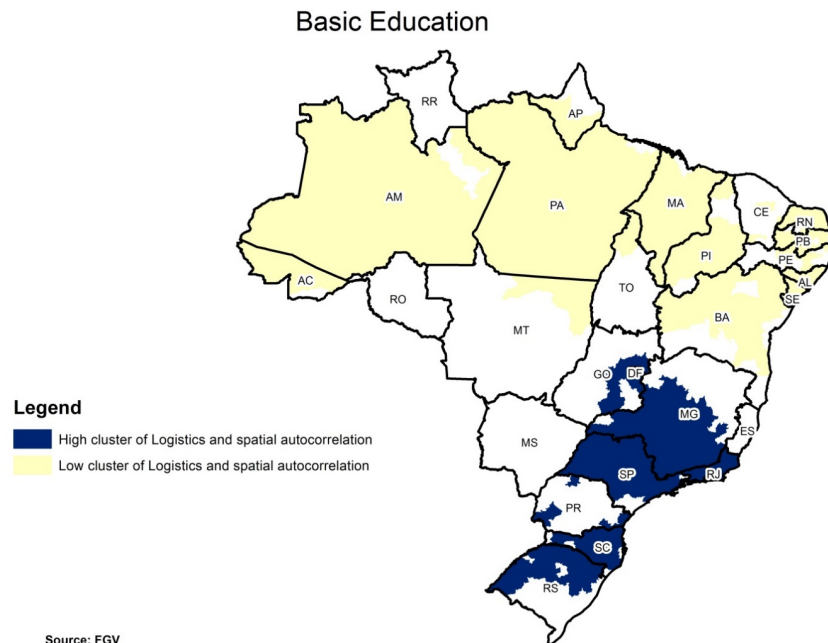 Basic Education
RR
AP
AM
PA
MA
CE
RN
PB
PE
PI
AL
SE
AC
RO
TO
BA
MT
GO
DF
MG
ES
MS
SP
RJ
PR
SC
RS
Legend
High cluster of Logistics and spatial autocorrelation
Low cluster of Logistics and spatial autocorrelation
Source: FGV